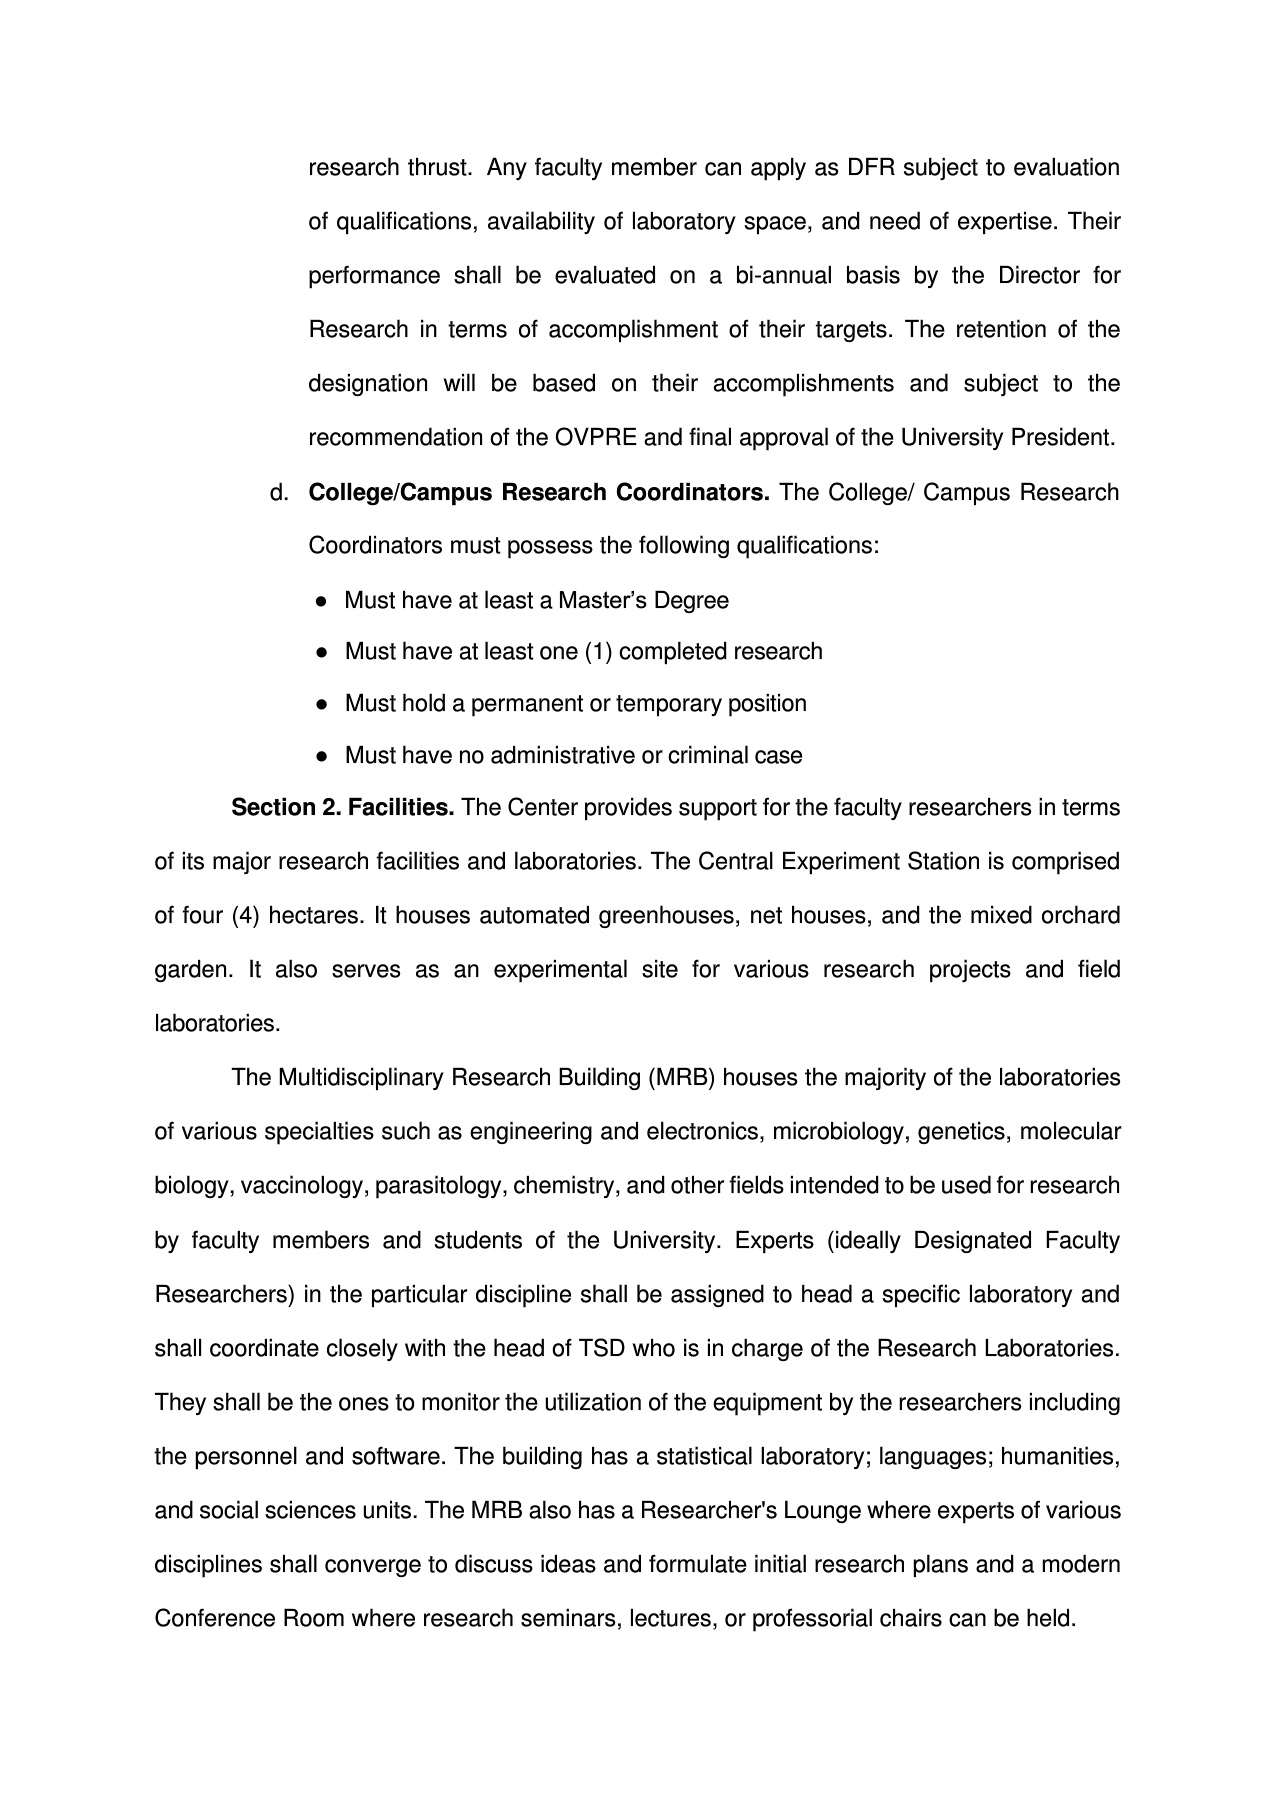 research thrust. Any faculty member can apply as DFR subject to evaluation
of qualifications, availability of laboratory space, and need of expertise. Their
performance shall be evaluated on a bi-annual basis by the Director for
Research in terms of accomplishment of their targets. The retention of the
designation will be based on their accomplishments and subject to the
recommendation of the OVPRE and final approval of the University President.
d. College/Campus Research Coordinators. The College/ Campus Research
Coordinators must possess the following qualifications:
● Must have at least a Master’s Degree
● Must have at least one (1) completed research
● Must hold a permanent or temporary position
● Must have no administrative or criminal case
Section 2. Facilities. The Center provides support for the faculty researchers in terms
of its major research facilities and laboratories. The Central Experiment Station is comprised
of four (4) hectares. It houses automated greenhouses, net houses, and the mixed orchard
garden. It also serves as an experimental site for various research projects and field
laboratories.
The Multidisciplinary Research Building (MRB) houses the majority of the laboratories
of various specialties such as engineering and electronics, microbiology, genetics, molecular
biology, vaccinology, parasitology, chemistry, and other fields intended to be used for research
by faculty members and students of the University. Experts (ideally Designated Faculty
Researchers) in the particular discipline shall be assigned to head a specific laboratory and
shall coordinate closely with the head of TSD who is in charge of the Research Laboratories.
They shall be the ones to monitor the utilization of the equipment by the researchers including
the personnel and software. The building has a statistical laboratory; languages; humanities,
and social sciences units. The MRB also has a Researcher's Lounge where experts of various
disciplines shall converge to discuss ideas and formulate initial research plans and a modern
Conference Room where research seminars, lectures, or professorial chairs can be held.